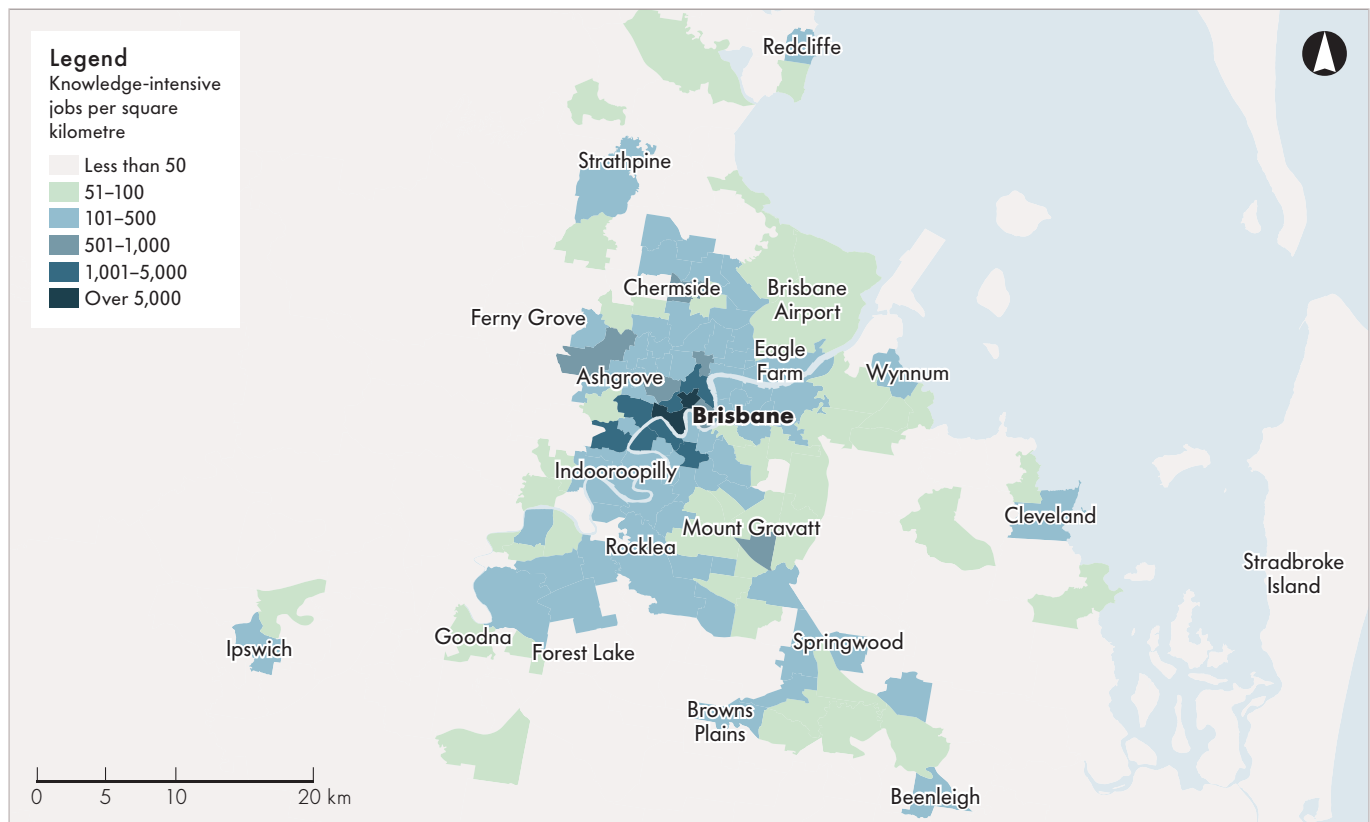 Legend
Knowledge-intensive
jobs per square
kilometre
Less than 50
51–100
101–500
501–1,000
1,001–5,000
Over 5,000
Redcliffe
Strathpine
Chermside
Brisbane
Airport
Ferny Grove
Eagle
Farm
Ashgrove
Wynnum
Brisbane
Indooroopilly
Mount Gravatt
Cleveland
Rocklea
Stradbroke
Island
Goodna
Ipswich
Forest Lake
Springwood
Browns
Plains
Beenleigh
0 5 10 20 km